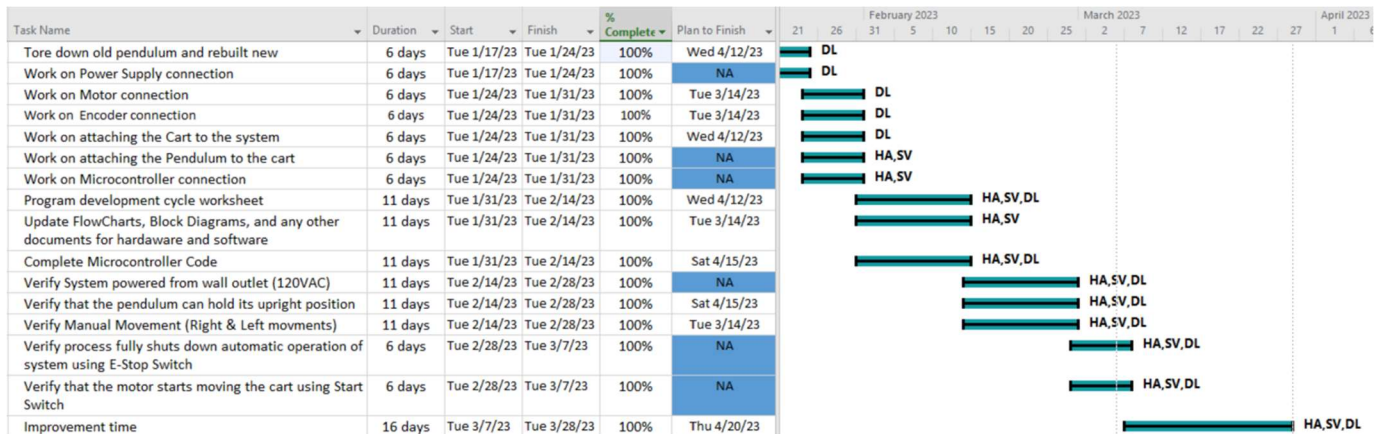 Task Name Duration Start Finish % Complete Plan to Finish
February 2023 March 2023 April 2023
21 26 31 5 10 15 20 25 2 7 12 17 22 27 1 6
Tore down old pendulum and rebuilt new 6 days Tue 1/17/23 Tue 1/24/23 100% Wed 4/12/23 DL
Work on Power Supply connection 6 days Tue 1/17/23 Tue 1/24/23 100% NA DL
Work on Motor connection 6 days Tue 1/24/23 Tue 1/31/23 100% Tue 3/14/23 DL
Work on Encoder connection 6 days Tue 1/24/23 Tue 1/31/23 100% Tue 3/14/23 DL
Work on attaching the Cart to the system 6 days Tue 1/24/23 Tue 1/31/23 100% Wed 4/12/23 DL
Work on attaching the Pendulum to the cart 6 days Tue 1/24/23 Tue 1/31/23 100% NA HA,SV
Work on Microcontroller connection 6 days Tue 1/24/23 Tue 1/31/23 100% NA HA,SV
Program development cycle worksheet 11 days Tue 1/31/23 Tue 2/14/23 100% Wed 4/12/23 HA,SV,DL
Update FlowCharts, Block Diagrams, and any other 11 days Tue 1/31/23 Tue 2/14/23 100% Tue 3/14/23 HA,SV
documents for hardaware and software
Complete Microcontroller Code 11 days Tue 1/31/23 Tue 2/14/23 100% Sat 4/15/23 HA,SV,DL
Verify System powered from wall outlet (120VAC) 11 days Tue 2/14/23 Tue 2/28/23 100% NA HA,SV,DL
Verify that the pendulum can hold its upright position 11 days Tue 2/14/23 Tue 2/28/23 100% Sat 4/15/23 HA,SV,DL
Verify Manual Movement (Right & Left movments) 11 days Tue 2/14/23 Tue 2/28/23 100% Tue 3/14/23 HA,SV,DL
Verify process fully shuts down automatic operation of 6 days Tue 2/28/23 Tue 3/7/23 100% NA HA,SV,DL
system using E-Stop Switch
Verify that the motor starts moving the cart using Start 6 days Tue 2/28/23 Tue 3/7/23 100% NA HA,SV,DL
Switch
Improvement time 16 days Tue 3/7/23 Tue 3/28/23 100% Thu 4/20/23 HA,SV,DL